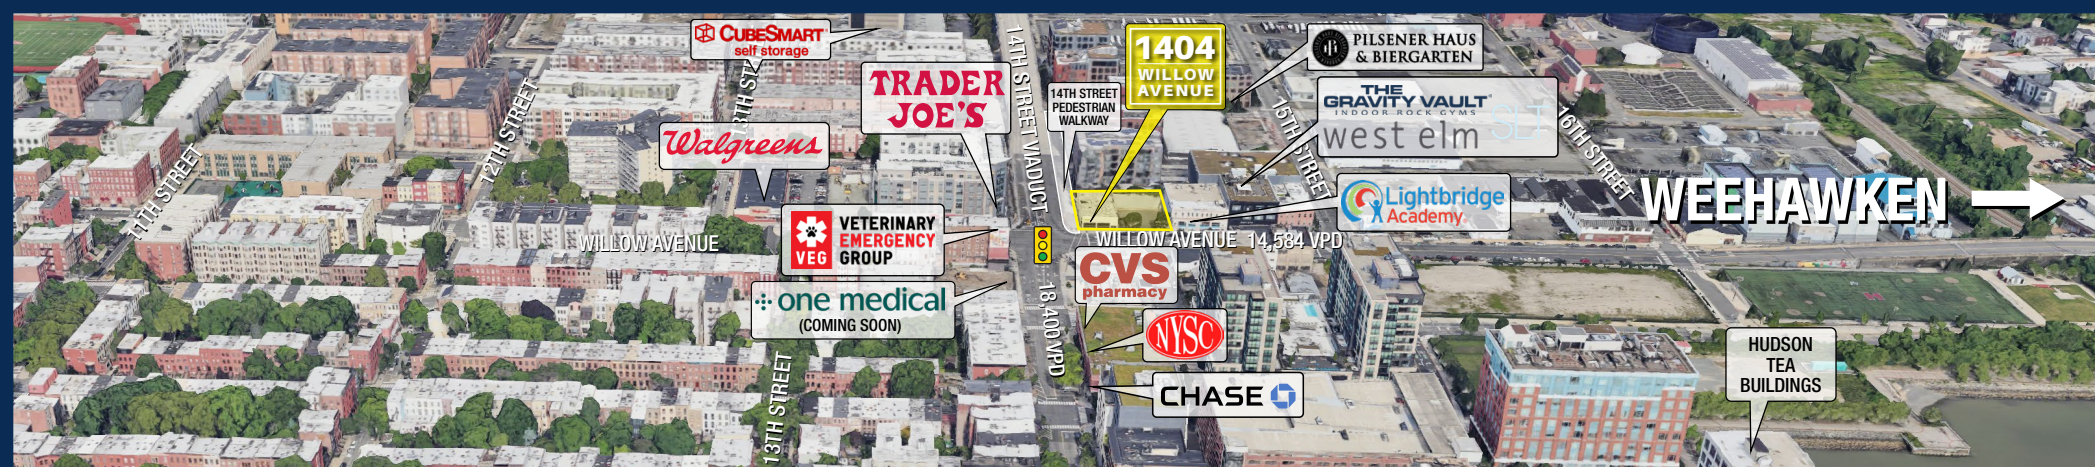 CUBESMART
self storage
14TH STREET VIADUCT
1404
WILLOW
AVENUE
PILSENER HAUS
& BIERGARTEN
TRADER
JOE'S
14TH STREET
PEDESTRIAN
WALKWAY
THE
GRAVITY VAULT
INDOOR ROCK GYMS
west elm
11TH STREET
12TH STREET
13TH ST
15TH STREET
16TH STREET
Walgreens
WEEHAWKEN
Lightbridge
Academy
VEG
VETERINARY
EMERGENCY
GROUP
WILLOW AVENUE
WILLOW AVENUE 14,584 VPD
CVS
pharmacy
one medical
(COMING SOON)
18,400 VPD
NYSC
13TH STREET
CHASE
HUDSON
TEA
BUILDINGS